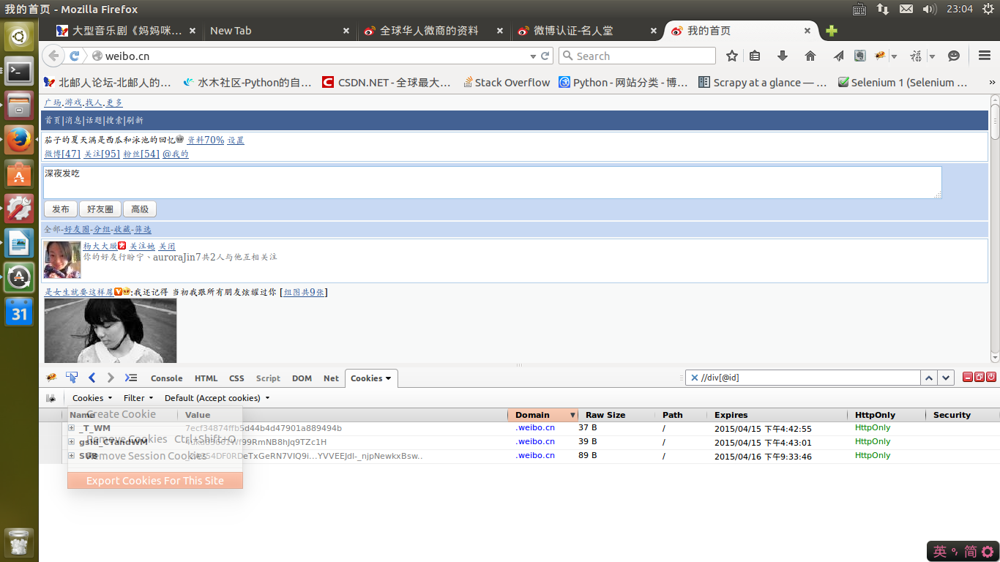 我的首页 - Mozilla Firefox
23:04
大型音乐剧《妈妈咪…
New Tab
全球华人微商的资料
微博认证-名人堂
我的首页
weibo.cn
Search
北邮人论坛-北邮人的…
水木社区-Python的自…
CSDN.NET - 全球最大…
Stack Overflow
Python - 网站分类 - 博…
Scrapy at a glance — …
Selenium 1 (Selenium …
»
广场.游戏.找人.更多
首页|消息|话题|搜索|刷新
茄子的夏天满是西瓜和泳池的回忆 资料70% 设置
微博[47] 关注[95] 粉丝[54] @我的
深夜发吃
发布 好友圈 高级
全部-好友圈-分组-收藏-筛选
杨大大璇 关注她 关闭
你的好友行盼宁、auroraJin7共2人与他互相关注
是女生就要这样屌:我还记得 当初我跟所有朋友炫耀过你 [组图共9张]
31
Console HTML CSS Script DOM Net Cookies
//div[@id]
Cookies Filter Default (Accept cookies)
Name Value Domain Raw Size Path Expires HttpOnly Security
Create Cookie
_T_WM 7ecf34874ffb5d44b4d47901a889494b .weibo.cn 37 B / 2015/04/15 下午4:42:55 HttpOnly
Remove Cookies Ctrl+Shift+O
gsid_CTandWM .weibo.cn 39 B / 2015/04/15 下午4:43:01 HttpOnly
Remove Session Cookies
SUB .weibo.cn 89 B / 2015/04/16 下午9:33:46 HttpOnly
Export Cookies For This Site
英 简